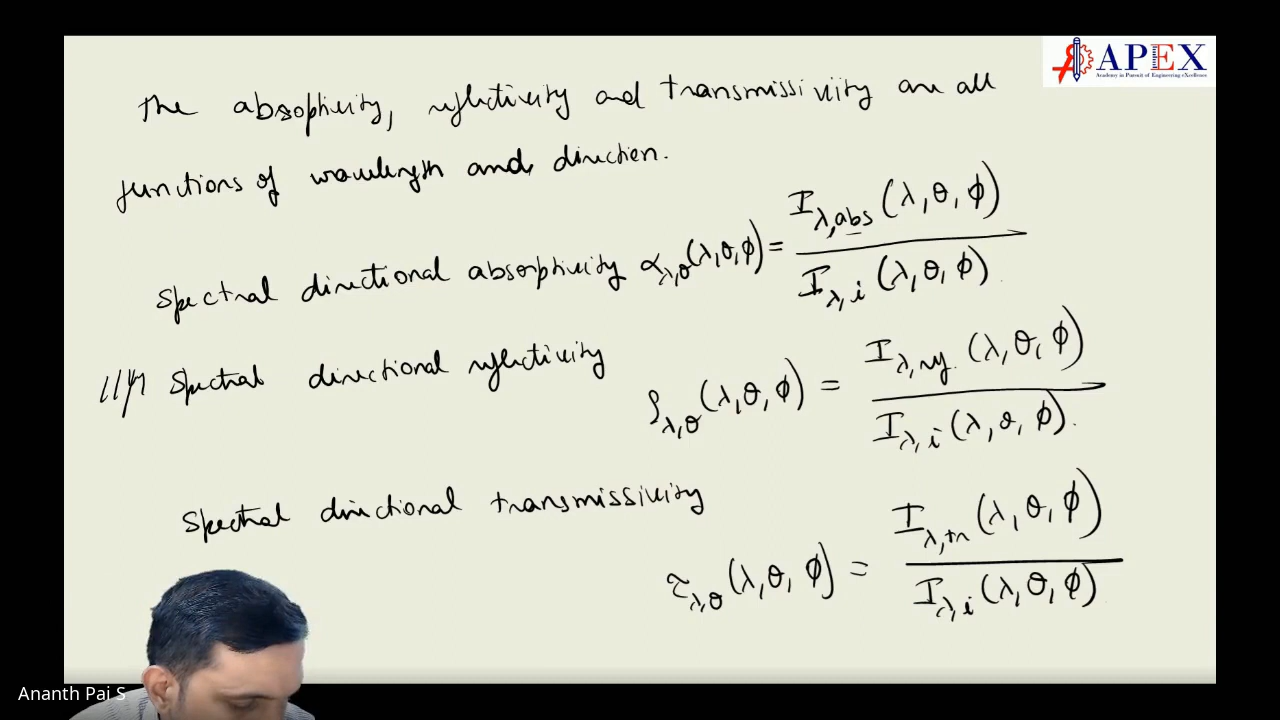 APEX
Academy in Pursuit of Engineering eXcellence
The absorptivity, reflectivity and transmissivity are all
functions of wavelength and direction.
Spectral directional absorptivity α_{λ,θ}(λ,θ,φ) = I_{λ,abs}(λ,θ,φ) / I_{λ,i}(λ,θ,φ)
lly Spectral directional reflectivity
ρ_{λ,θ}(λ,θ,φ) = I_{λ,ref.}(λ,θ,φ) / I_{λ,i}(λ,θ,φ).
Spectral directional transmissivity
τ_{λ,θ}(λ,θ,φ) = I_{λ,tr}(λ,θ,φ) / I_{λ,i}(λ,θ,φ)
Ananth Pai S